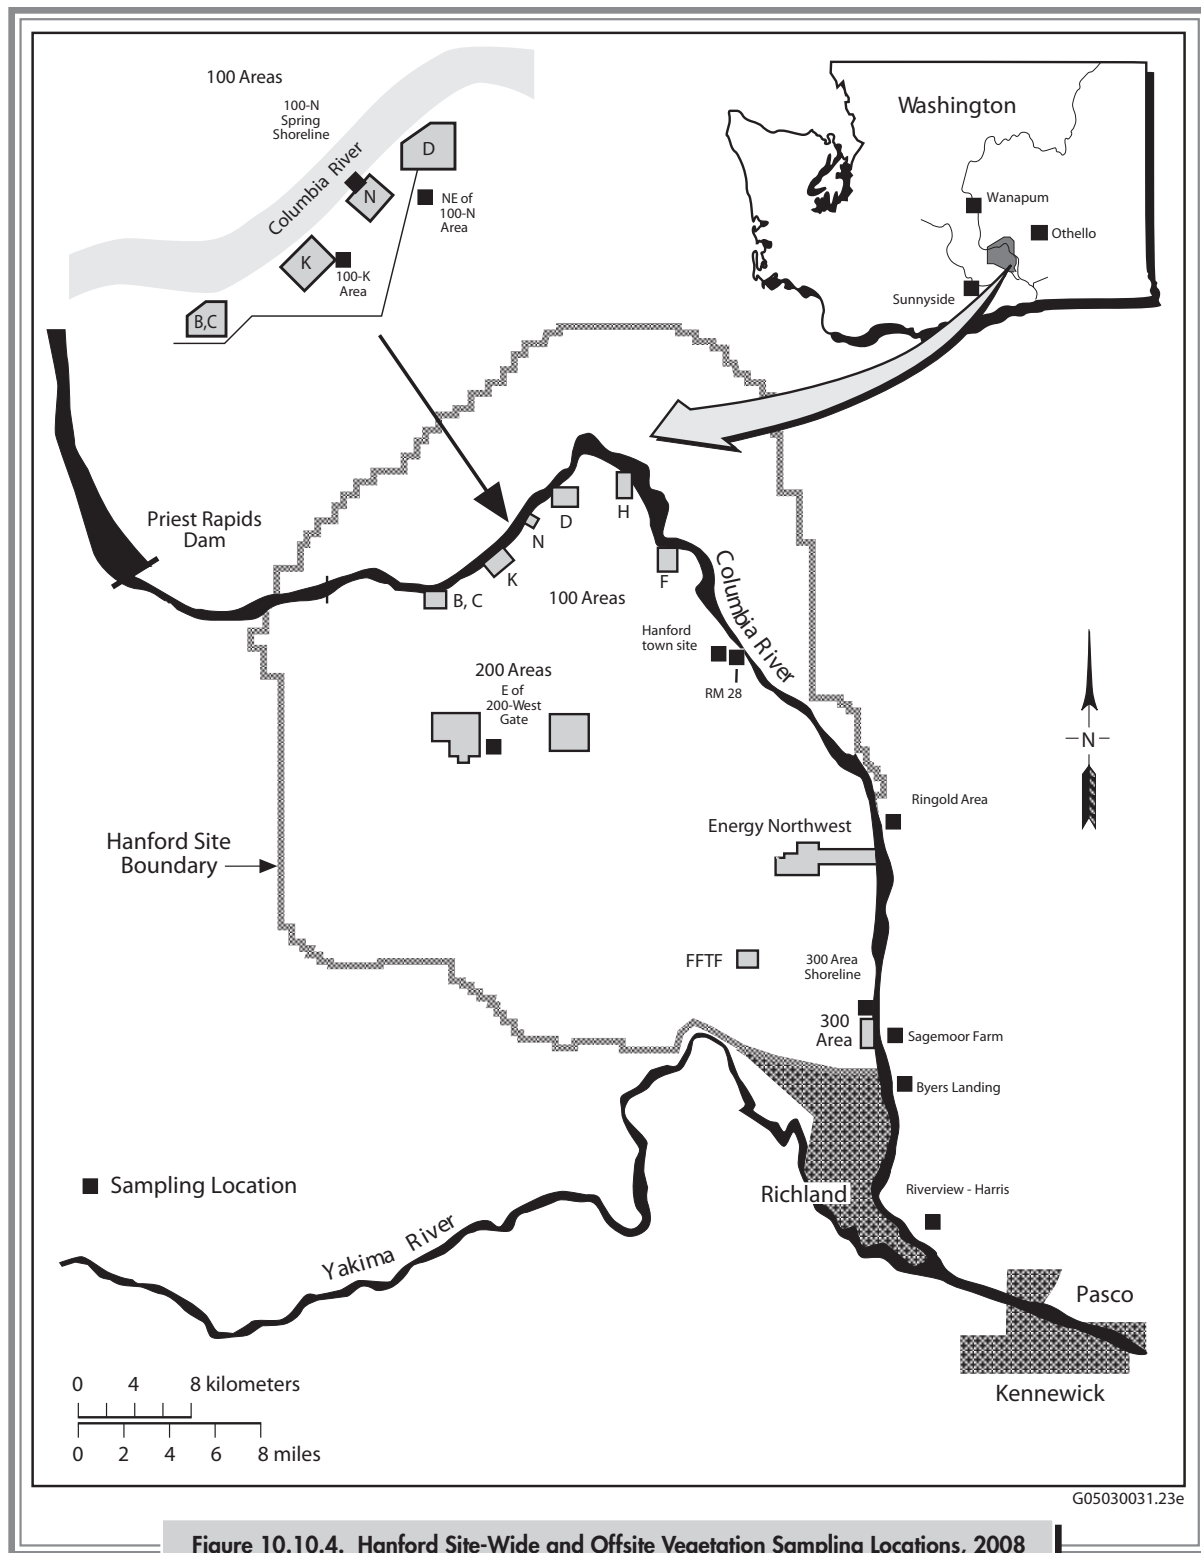 100 Areas
100-N
Spring
Shoreline
Columbia River
D
N
NE of
100-N
Area
K
100-K
Area
B,C
Washington
Wanapum
Othello
Sunnyside
Priest Rapids
Dam
H
D
N
F
K
B, C
100 Areas
Columbia River
Hanford
town site
RM 28
200 Areas
E of
200-West
Gate
N
Ringold Area
Energy Northwest
Hanford Site
Boundary
FFTF
300 Area
Shoreline
300
Area
Sagemoor Farm
Byers Landing
Sampling Location
Richland
Riverview - Harris
Yakima River
Pasco
Kennewick
0 4 8 kilometers
0 2 4 6 8 miles
G05030031.23e
Figure 10.10.4. Hanford Site-Wide and Offsite Vegetation Sampling Locations, 2008